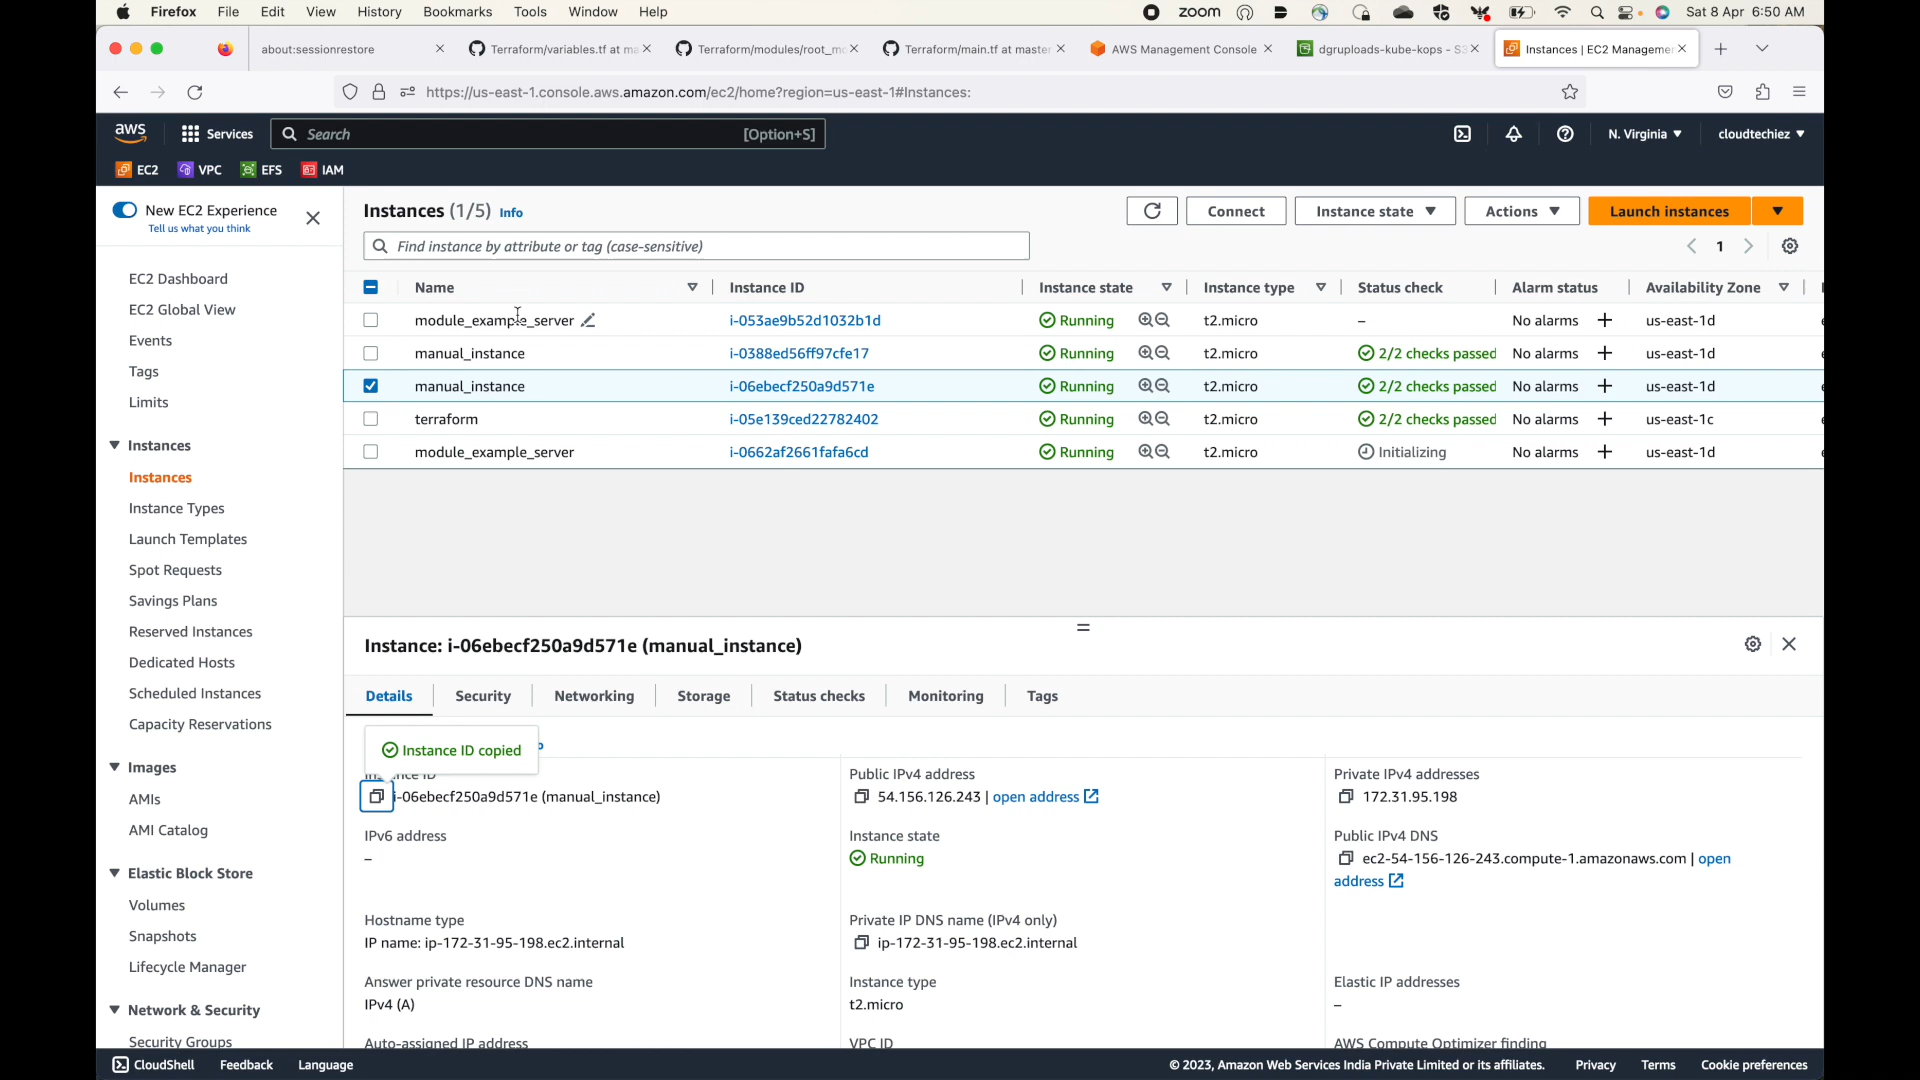 Firefox File Edit View History Bookmarks Tools Window Help zoom Sat 8 Apr 6:50 AM
about:sessionrestore Terraform/variables.tf at ma Terraform/modules/root_mo Terraform/main.tf at master AWS Management Console dgruploads-kube-kops - S3 Instances | EC2 Managemen
https://us-east-1.console.aws.amazon.com/ec2/home?region=us-east-1#Instances:
aws Services Search [Option+S] N. Virginia cloudtechiez
EC2 VPC EFS IAM
New EC2 Experience
Tell us what you think
EC2 Dashboard
EC2 Global View
Events
Tags
Limits
Instances
Instances
Instance Types
Launch Templates
Spot Requests
Savings Plans
Reserved Instances
Dedicated Hosts
Scheduled Instances
Capacity Reservations
Images
AMIs
AMI Catalog
Elastic Block Store
Volumes
Snapshots
Lifecycle Manager
Network & Security
Security Groups
Instances (1/5) Info Connect Instance state Actions Launch instances
Find instance by attribute or tag (case-sensitive) 1
Name Instance ID Instance state Instance type Status check Alarm status Availability Zone
module_example_server i-053ae9b52d1032b1d Running t2.micro – No alarms us-east-1d
manual_instance i-0388ed56ff97cfe17 Running t2.micro 2/2 checks passed No alarms us-east-1d
manual_instance i-06ebecf250a9d571e Running t2.micro 2/2 checks passed No alarms us-east-1d
terraform i-05e139ced22782402 Running t2.micro 2/2 checks passed No alarms us-east-1c
module_example_server i-0662af2661fafa6cd Running t2.micro Initializing No alarms us-east-1d
Instance: i-06ebecf250a9d571e (manual_instance)
Details Security Networking Storage Status checks Monitoring Tags
Instance ID copied
Instance ID
i-06ebecf250a9d571e (manual_instance)
Public IPv4 address
54.156.126.243 | open address
Private IPv4 addresses
172.31.95.198
IPv6 address
–
Instance state
Running
Public IPv4 DNS
ec2-54-156-126-243.compute-1.amazonaws.com | open
address
Hostname type
IP name: ip-172-31-95-198.ec2.internal
Private IP DNS name (IPv4 only)
ip-172-31-95-198.ec2.internal
Answer private resource DNS name
IPv4 (A)
Instance type
t2.micro
Elastic IP addresses
–
Auto-assigned IP address
VPC ID
AWS Compute Optimizer finding
CloudShell Feedback Language © 2023, Amazon Web Services India Private Limited or its affiliates. Privacy Terms Cookie preferences